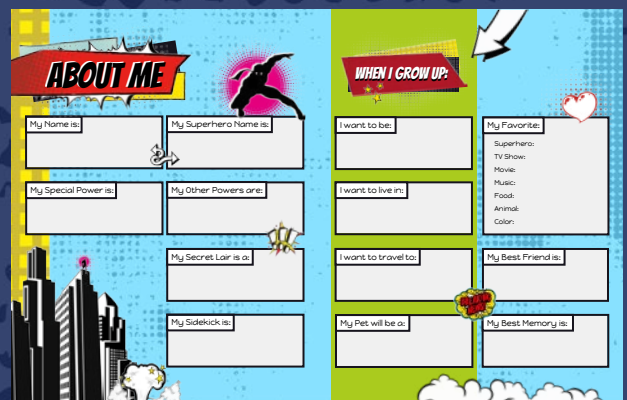 ABOUT ME
My Name is:
My Superhero Name is:
My Special Power is:
My Other Powers are:
My Secret Lair is a:
My Sidekick is:
WHEN I GROW UP:
I want to be:
I want to live in:
I want to travel to:
My Pet will be a:
My Favorite:
Superhero:
TV Show:
Movie:
Music:
Food:
Animal:
Color:
My Best Friend is:
My Best Memory is: